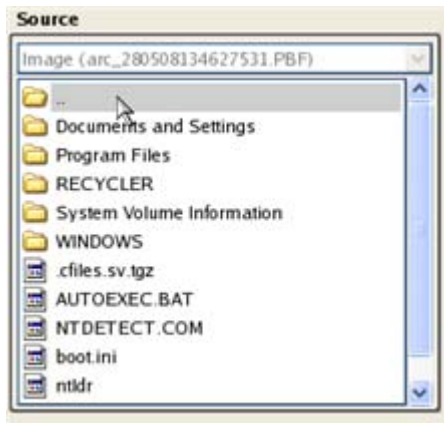 Source
Image (arc_280508134627531.PBF)
..
Documents and Settings
Program Files
RECYCLER
System Volume Information
WINDOWS
.cfiles.sv.tgz
AUTOEXEC.BAT
NTDETECT.COM
boot.ini
ntldr